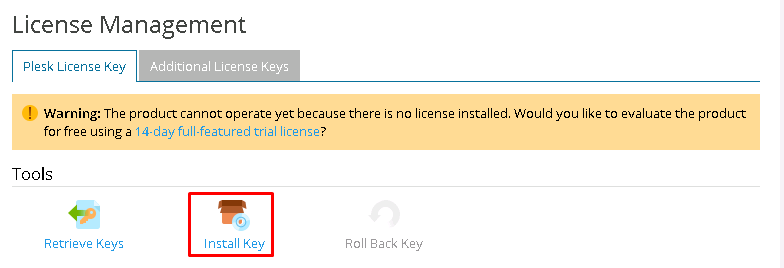 License Management
Plesk License Key
Additional License Keys
Warning: The product cannot operate yet because there is no license installed. Would you like to evaluate the product
for free using a 14-day full-featured trial license?
Tools
Retrieve Keys
Install Key
Roll Back Key